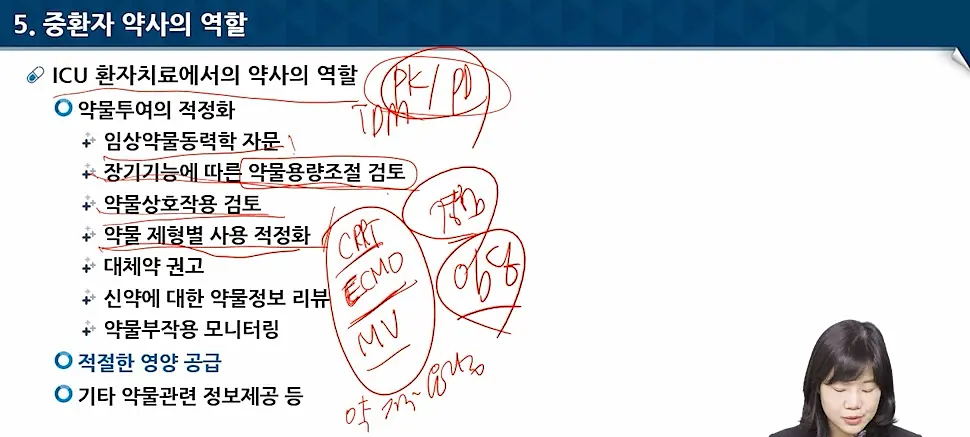 5. 중환자 약사의 역할
ICU 환자치료에서의 약사의 역할
PK/PD
TDM
약물투여의 적정화
임상약물동력학 자문
장기기능에 따른 약물용량조절 검토
약물상호작용 검토
약물 제형별 사용 적정화
대체약 권고
신약에 대한 약물정보 리뷰
약물부작용 모니터링
적절한 영양 공급
기타 약물관련 정보제공 등
CRRT
ECMO
MV
약